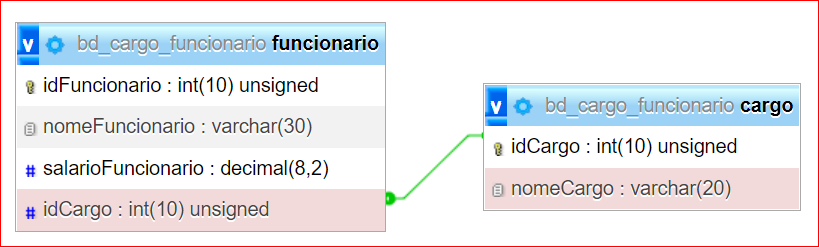 v bd_cargo_funcionario funcionario
idFuncionario : int(10) unsigned
nomeFuncionario : varchar(30)
# salarioFuncionario : decimal(8,2)
# idCargo : int(10) unsigned
v bd_cargo_funcionario cargo
idCargo : int(10) unsigned
nomeCargo : varchar(20)